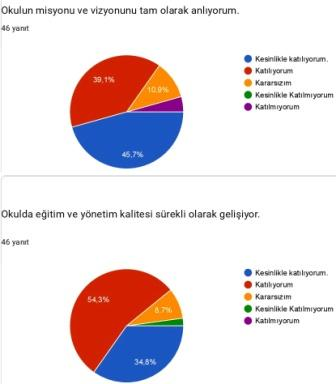 Okulun misyonu ve vizyonunu tam olarak anlıyorum.
46 yanıt
Kesinlikle katılıyorum.
Katılıyorum
Kararsızım
Kesinlikle Katılmıyorum
Katılmıyorum
39,1%
10,9%
45,7%
Okulda eğitim ve yönetim kalitesi sürekli olarak gelişiyor.
46 yanıt
Kesinlikle katılıyorum.
Katılıyorum
Kararsızım
Kesinlikle Katılmıyorum
Katılmıyorum
54,3%
8,7%
34,8%